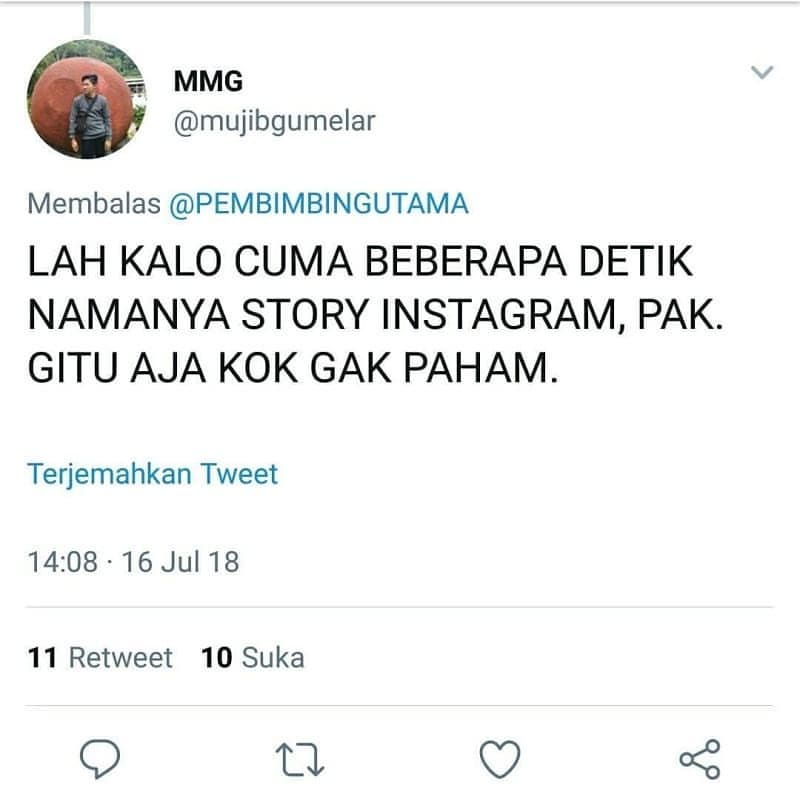 MMG
@mujibgumelar
Membalas @PEMBIMBINGUTAMA
LAH KALO CUMA BEBERAPA DETIK
NAMANYA STORY INSTAGRAM, PAK.
GITU AJA KOK GAK PAHAM.
Terjemahkan Tweet
14:08 · 16 Jul 18
11 Retweet 10 Suka